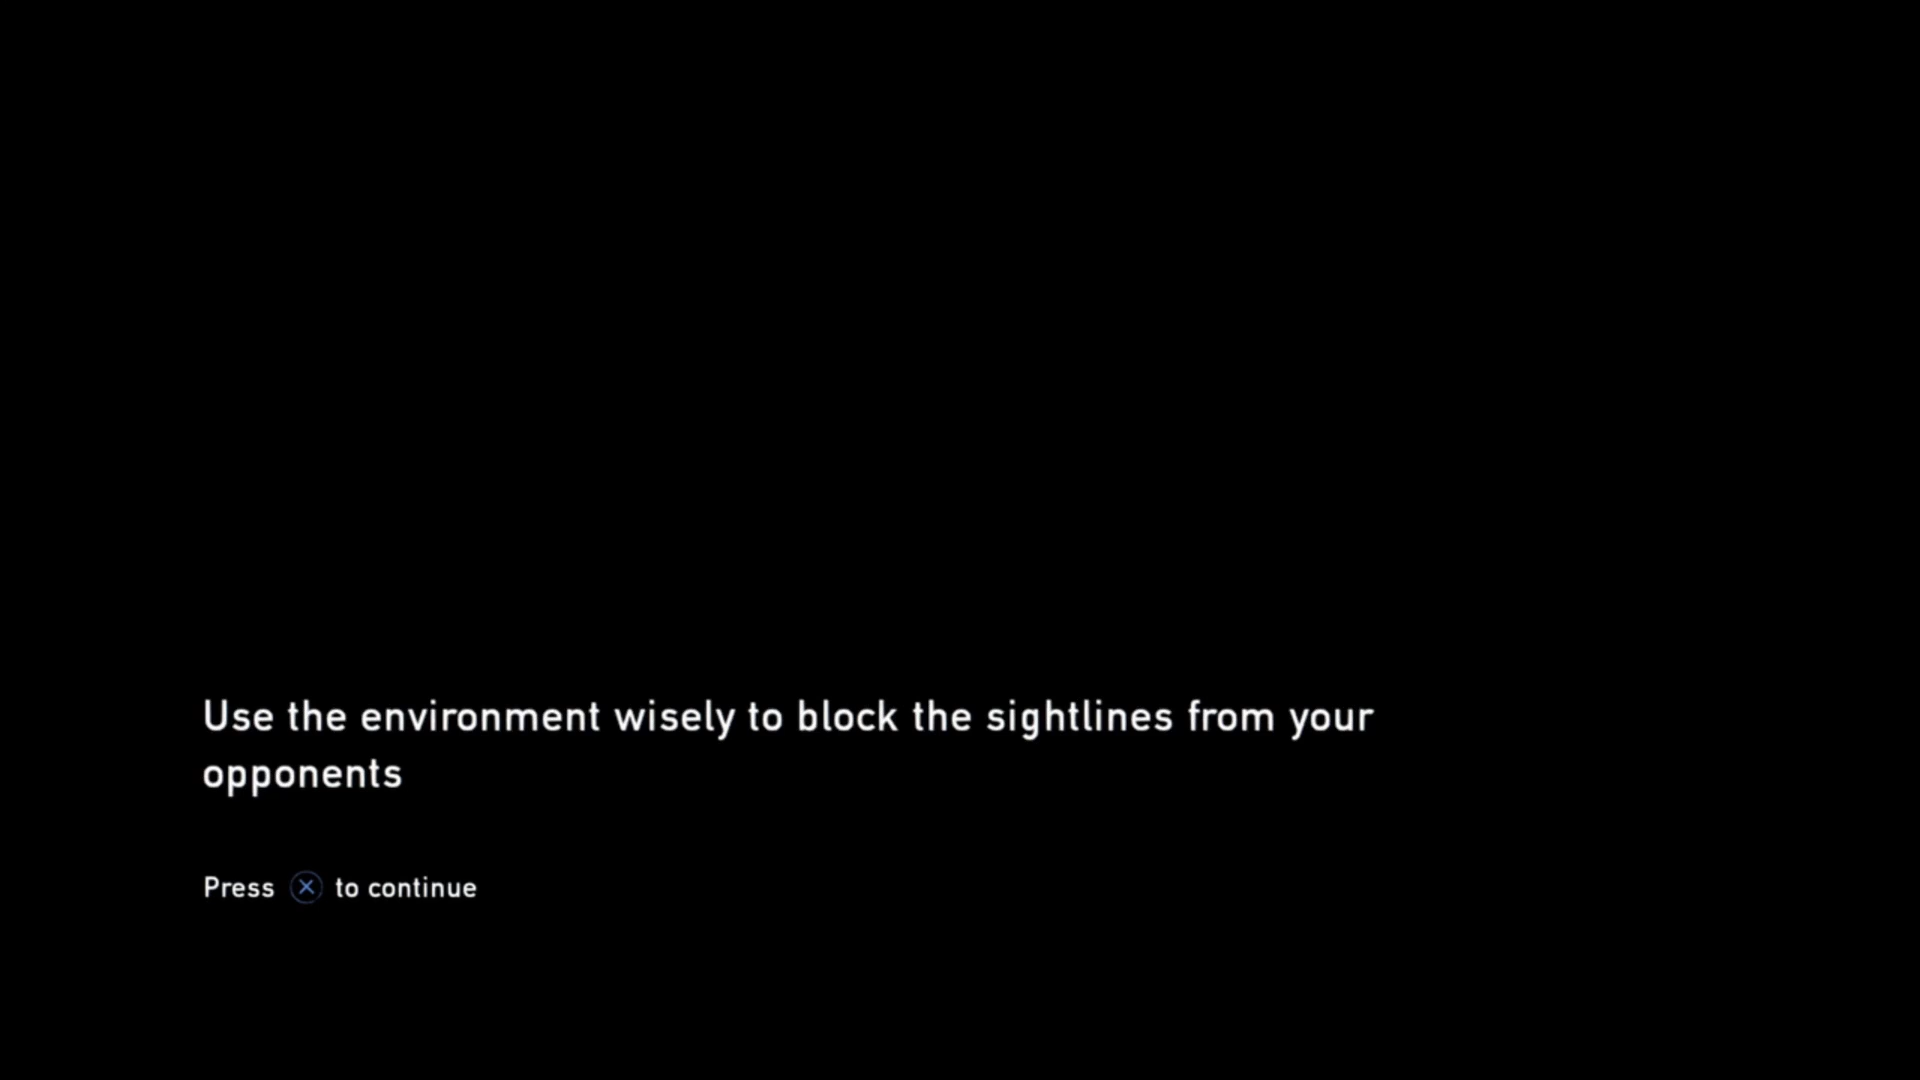 Use the environment wisely to block the sightlines from your
opponents
Press ⓧ to continue